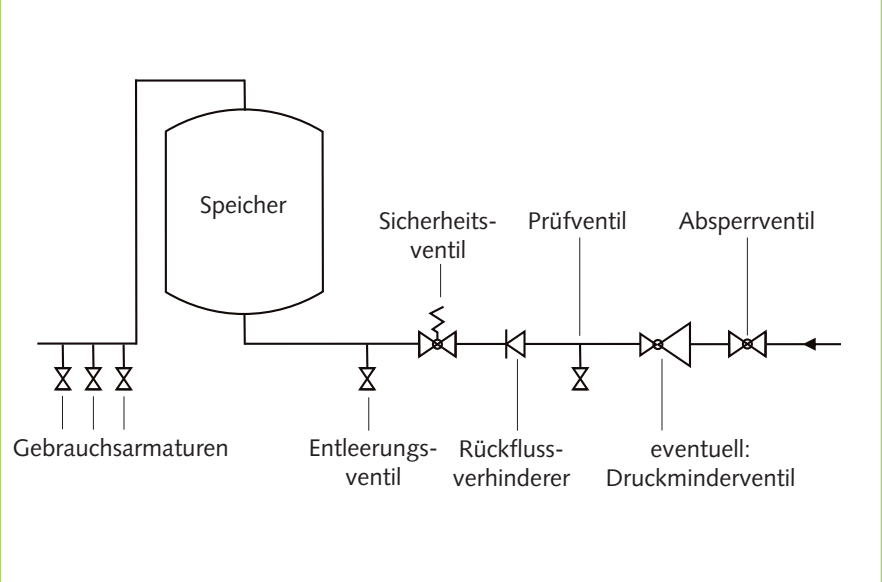 Speicher
Sicherheits-
ventil
Prüfventil
Absperrventil
Gebrauchsarmaturen
Entleerungs-
ventil
Rückfluss-
verhinderer
eventuell:
Druckminderventil